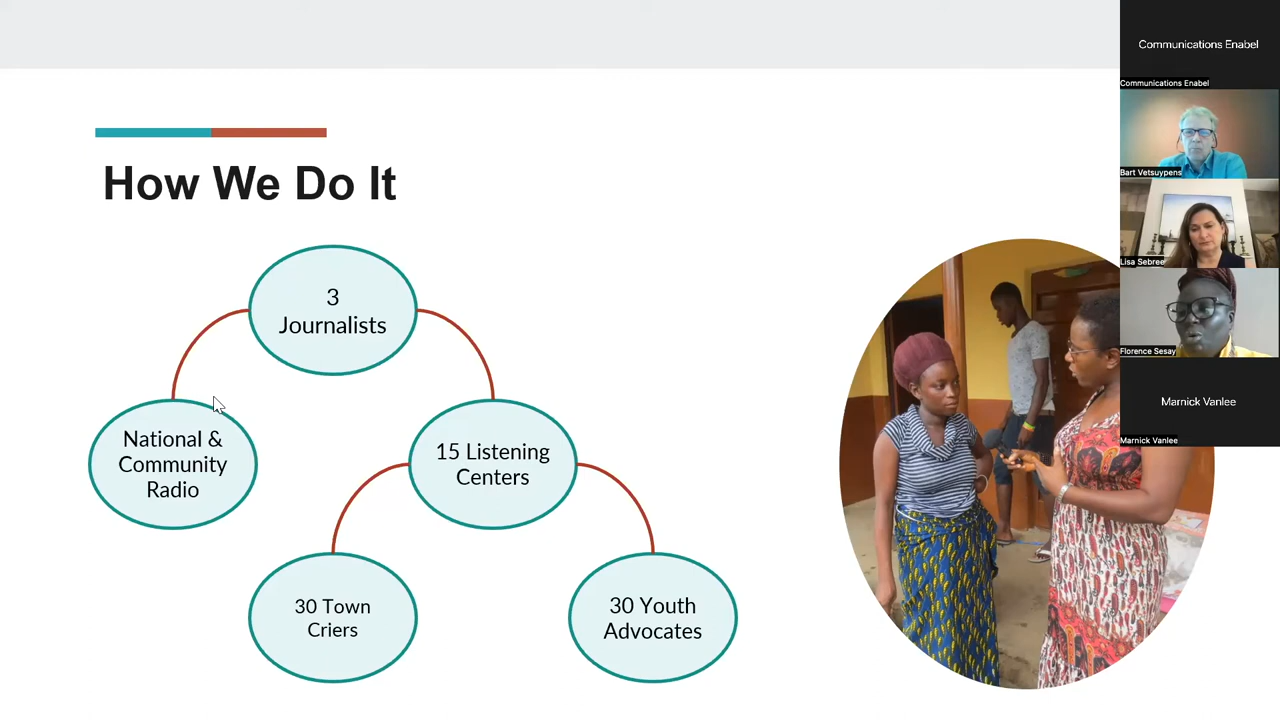 Communications Enabel
Communications Enabel
Bart Vetsuypens
Lisa Sebree
Florence Sesay
Marnick Vanlee
Marnick Vanlee
How We Do It
3
Journalists
National &
Community
Radio
15 Listening
Centers
30 Town
Criers
30 Youth
Advocates